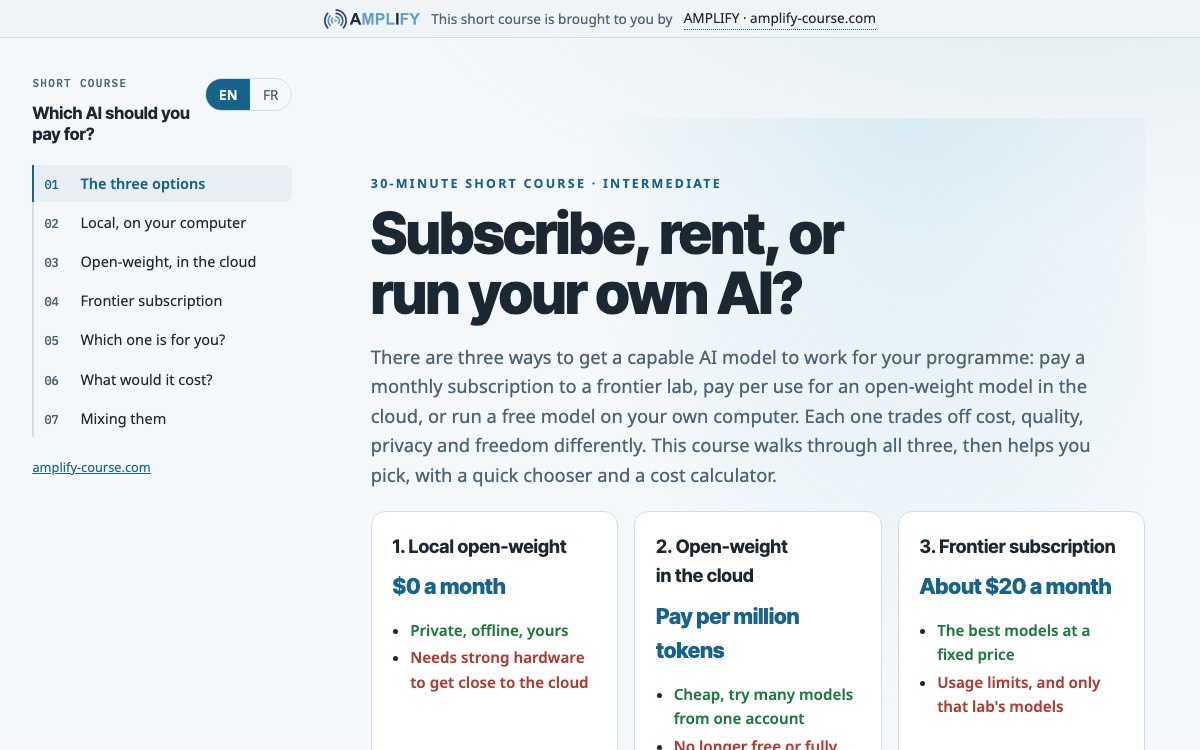 AMPLIFY This short course is brought to you by AMPLIFY · amplify-course.com
SHORT COURSE
Which AI should you
pay for?
EN FR
01 The three options
02 Local, on your computer
03 Open-weight, in the cloud
04 Frontier subscription
05 Which one is for you?
06 What would it cost?
07 Mixing them
amplify-course.com
30-MINUTE SHORT COURSE · INTERMEDIATE
Subscribe, rent, or
run your own AI?
There are three ways to get a capable AI model to work for your programme: pay a
monthly subscription to a frontier lab, pay per use for an open-weight model in the
cloud, or run a free model on your own computer. Each one trades off cost, quality,
privacy and freedom differently. This course walks through all three, then helps you
pick, with a quick chooser and a cost calculator.
1. Local open-weight
$0 a month
• Private, offline, yours
• Needs strong hardware
to get close to the cloud
2. Open-weight
in the cloud
Pay per million
tokens
• Cheap, try many models
from one account
• No longer free or fully
3. Frontier subscription
About $20 a month
• The best models at a
fixed price
• Usage limits, and only
that lab's models